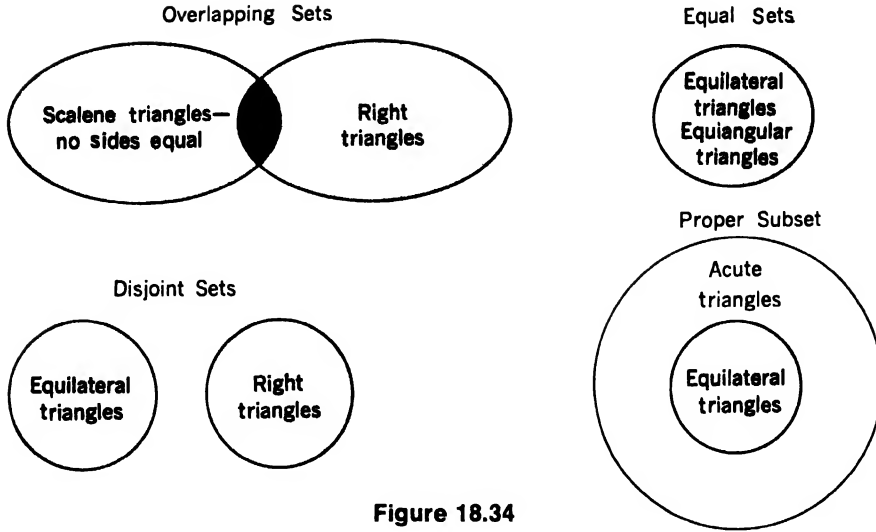 Overlapping Sets
Scalene triangles—
no sides equal
Right
triangles
Equal Sets
Equilateral
triangles
Equiangular
triangles
Disjoint Sets
Equilateral
triangles
Right
triangles
Proper Subset
Acute
triangles
Equilateral
triangles
Figure 18.34